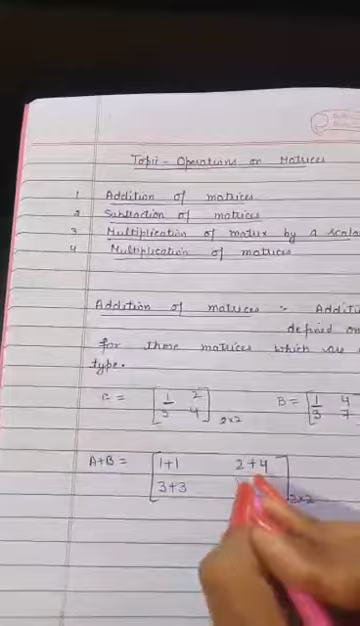 Topic - Operations on Matrices
1 Addition of matrices
2 Subtraction of matrices
3 Multiplication of matrix by a scala
4 Multiplication of matrices
Addition of matrices :- Additi
defined on
for those matrices which are
type.
= [1 2 3 4] 2×2 B = [1 4 3 7
A+B = [1+1 2+4 3+3 ] 2×2